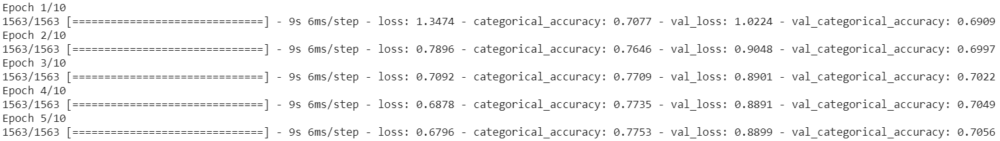 Epoch 1/10
1563/1563 [==============================] - 9s 6ms/step - loss: 1.3474 - categorical_accuracy: 0.7077 - val_loss: 1.0224 - val_categorical_accuracy: 0.6909
Epoch 2/10
1563/1563 [==============================] - 9s 6ms/step - loss: 0.7896 - categorical_accuracy: 0.7646 - val_loss: 0.9048 - val_categorical_accuracy: 0.6997
Epoch 3/10
1563/1563 [==============================] - 9s 6ms/step - loss: 0.7092 - categorical_accuracy: 0.7709 - val_loss: 0.8901 - val_categorical_accuracy: 0.7022
Epoch 4/10
1563/1563 [==============================] - 9s 6ms/step - loss: 0.6878 - categorical_accuracy: 0.7735 - val_loss: 0.8891 - val_categorical_accuracy: 0.7049
Epoch 5/10
1563/1563 [==============================] - 9s 6ms/step - loss: 0.6796 - categorical_accuracy: 0.7753 - val_loss: 0.8899 - val_categorical_accuracy: 0.7056